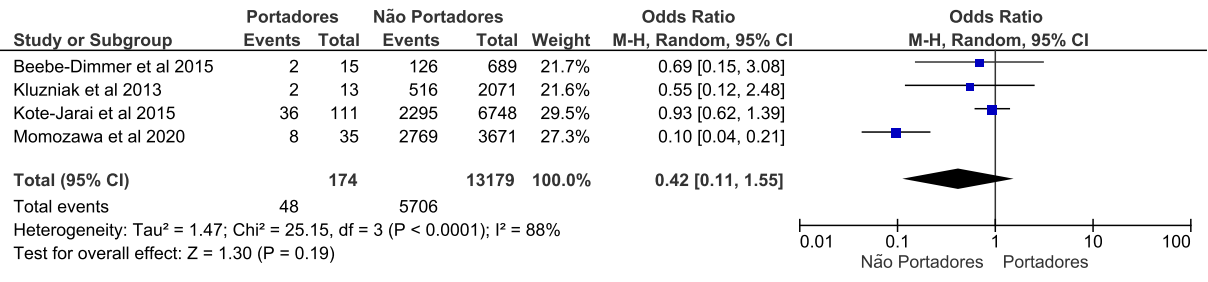 Portadores Não Portadores Odds Ratio Odds Ratio
Study or Subgroup Events Total Events Total Weight M-H, Random, 95% CI M-H, Random, 95% CI
Beebe-Dimmer et al 2015 2 15 126 689 21.7% 0.69 [0.15, 3.08]
Kluzniak et al 2013 2 13 516 2071 21.6% 0.55 [0.12, 2.48]
Kote-Jarai et al 2015 36 111 2295 6748 29.5% 0.93 [0.62, 1.39]
Momozawa et al 2020 8 35 2769 3671 27.3% 0.10 [0.04, 0.21]
Total (95% CI) 174 13179 100.0% 0.42 [0.11, 1.55]
Total events 48 5706
Heterogeneity: Tau² = 1.47; Chi² = 25.15, df = 3 (P < 0.0001); I² = 88%
Test for overall effect: Z = 1.30 (P = 0.19)
0.01 0.1 1 10 100
Não Portadores Portadores